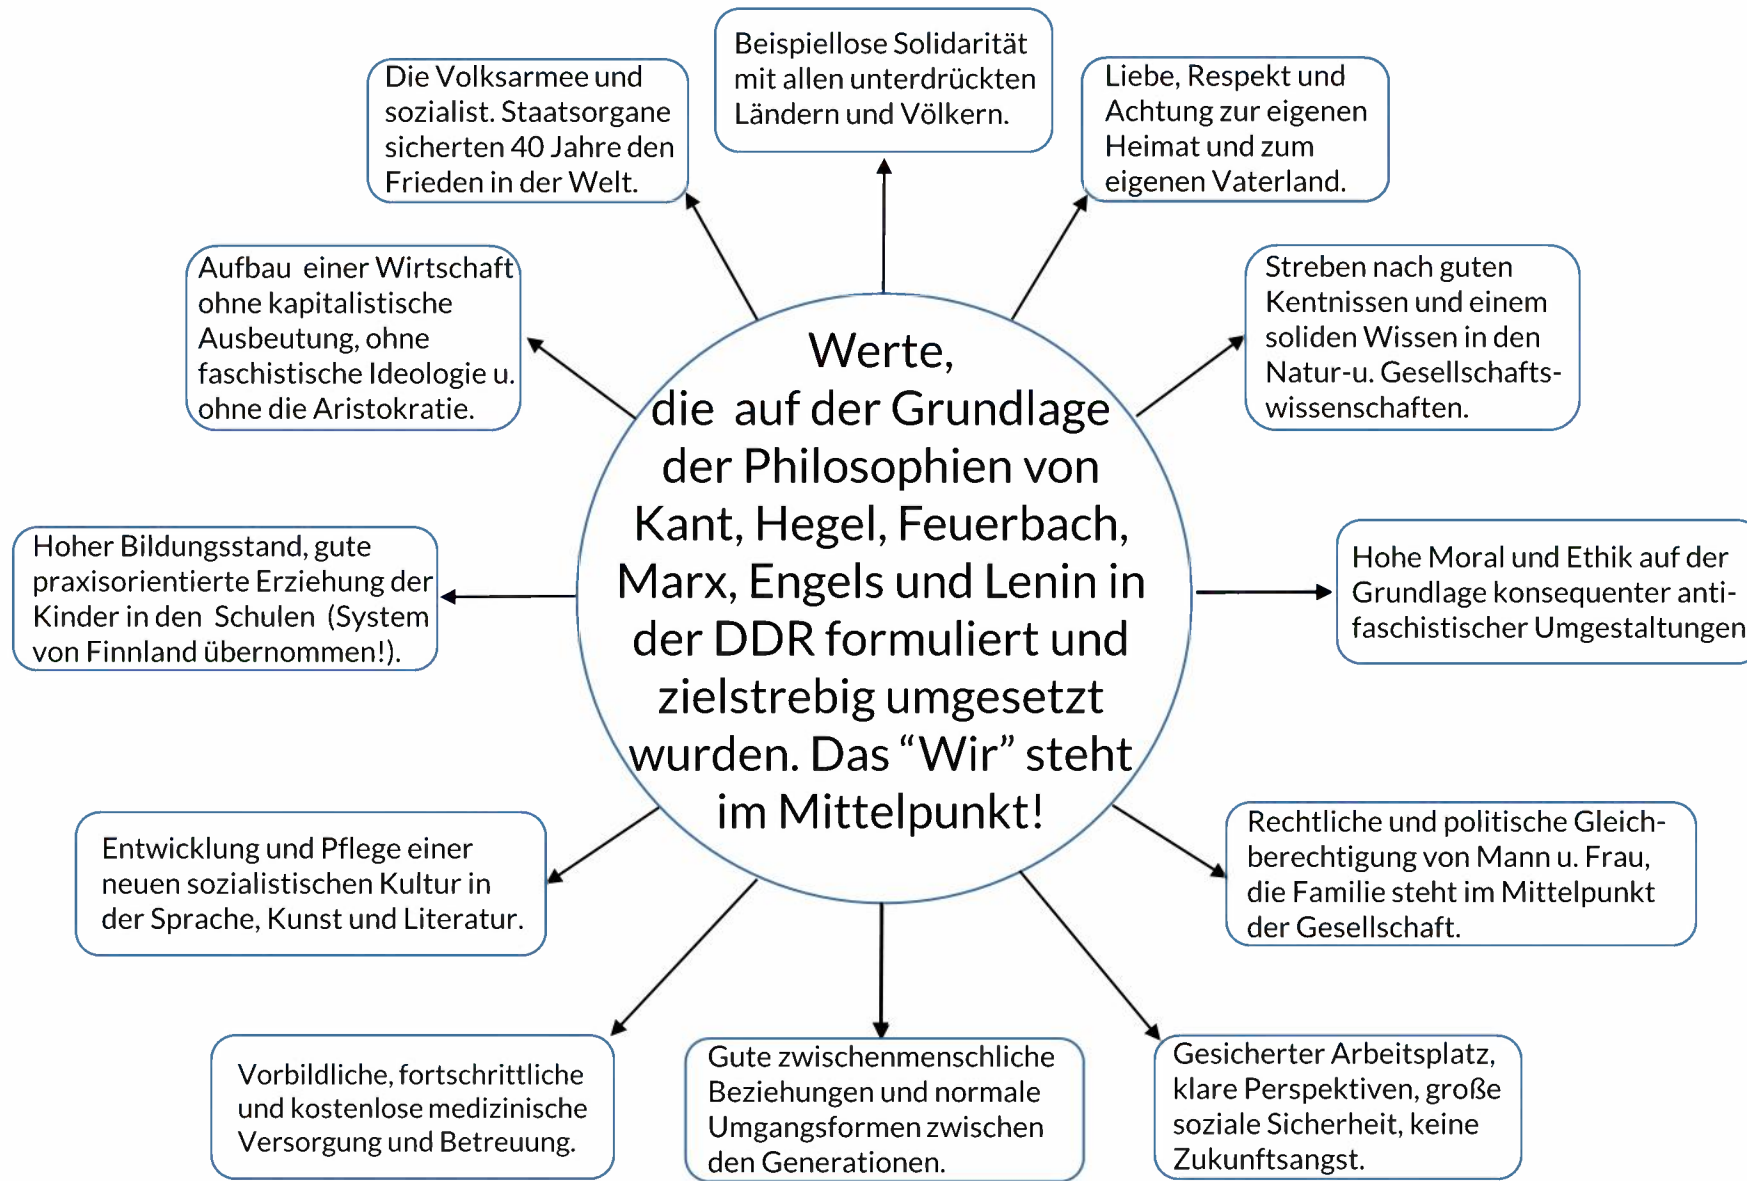 Beispiellose Solidarität
mit allen unterdrückten
Ländern und Völkern.
Die Volksarmee und
sozialist. Staatsorgane
sicherten 40 Jahre den
Frieden in der Welt.
Liebe, Respekt und
Achtung zur eigenen
Heimat und zum
eigenen Vaterland.
Aufbau einer Wirtschaft
ohne kapitalistische
Ausbeutung, ohne
faschistische Ideologie u.
ohne die Aristokratie.
Streben nach guten
Kentnissen und einem
soliden Wissen in den
Natur-u. Gesellschafts-
wissenschaften.
Werte,
die auf der Grundlage
der Philosophien von
Kant, Hegel, Feuerbach,
Marx, Engels und Lenin in
der DDR formuliert und
zielstrebig umgesetzt
wurden. Das “Wir” steht
im Mittelpunkt!
Hoher Bildungsstand, gute
praxisorientierte Erziehung der
Kinder in den Schulen (System
von Finnland übernommen!).
Hohe Moral und Ethik auf der
Grundlage konsequenter anti-
faschistischer Umgestaltungen
Entwicklung und Pflege einer
neuen sozialistischen Kultur in
der Sprache, Kunst und Literatur.
Rechtliche und politische Gleich-
berechtigung von Mann u. Frau,
die Familie steht im Mittelpunkt
der Gesellschaft.
Vorbildliche, fortschrittliche
und kostenlose medizinische
Versorgung und Betreuung.
Gute zwischenmenschliche
Beziehungen und normale
Umgangsformen zwischen
den Generationen.
Gesicherter Arbeitsplatz,
klare Perspektiven, große
soziale Sicherheit, keine
Zukunftsangst.